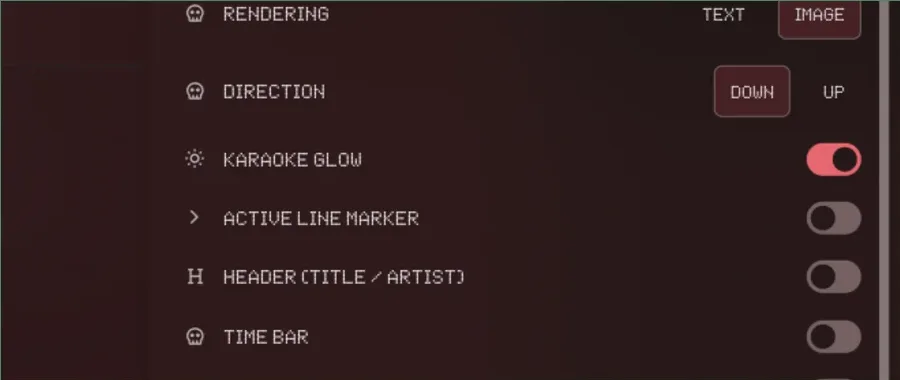 RENDERING TEXT IMAGE
DIRECTION DOWN UP
KARAOKE GLOW
ACTIVE LINE MARKER
H HEADER (TITLE / ARTIST)
TIME BAR